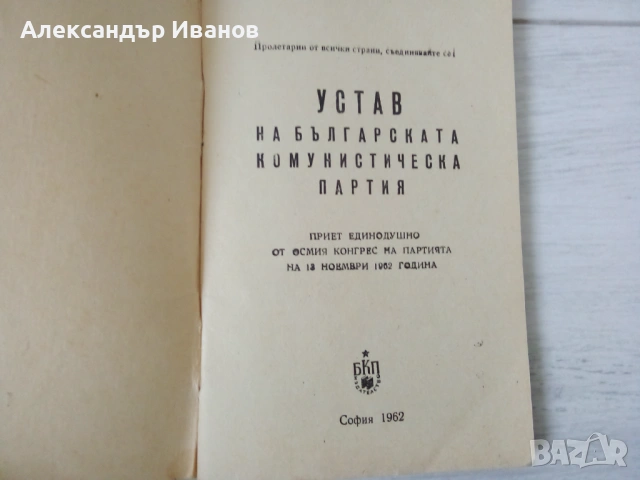 Александър Иванов
Пролетарии от всички страни, съединявайте се!
УСТАВ
НА БЪЛГАРСКАТА
КОМУНИСТИЧЕСКА
ПАРТИЯ
ПРИЕТ ЕДИНОДУШНО
ОТ ОСМИЯ КОНГРЕС НА ПАРТИЯТА
НА 13 НОЕМВРИ 1962 ГОДИНА
БКП
София 1962
BAZAR